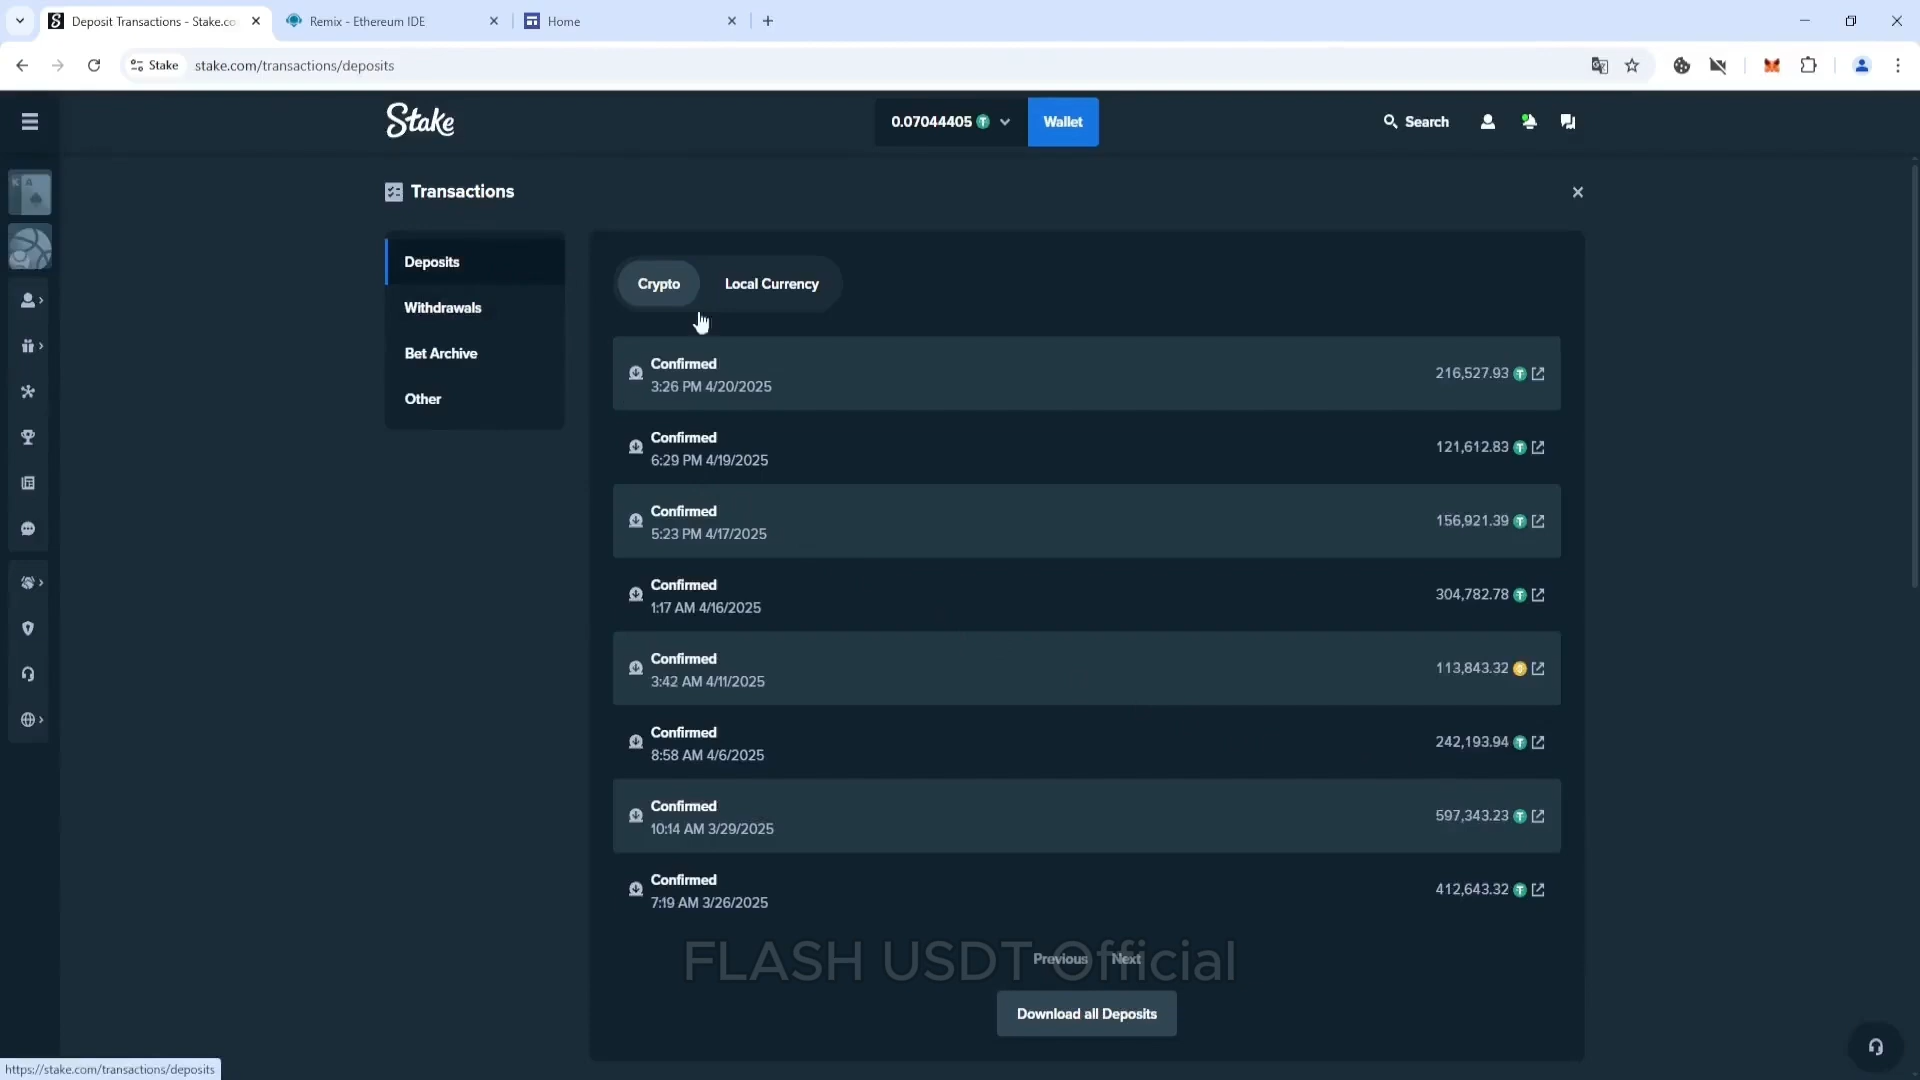 Deposit Transactions - Stake.co
Remix - Ethereum IDE
Home
Stake
stake.com/transactions/deposits
Stake
0.07044405
Wallet
Search
Transactions
Deposits
Withdrawals
Bet Archive
Other
Crypto
Local Currency
Confirmed
3:26 PM 4/20/2025
216,527.93
Confirmed
6:29 PM 4/19/2025
121,612.83
Confirmed
5:23 PM 4/17/2025
156,921.39
Confirmed
1:17 AM 4/16/2025
304,782.78
Confirmed
3:42 AM 4/11/2025
113,843.32
Confirmed
8:58 AM 4/6/2025
242,193.94
Confirmed
10:14 AM 3/29/2025
597,343.23
Confirmed
7:19 AM 3/26/2025
412,643.32
FLASH USDT Official
Previous
Next
Download all Deposits
https://stake.com/transactions/deposits